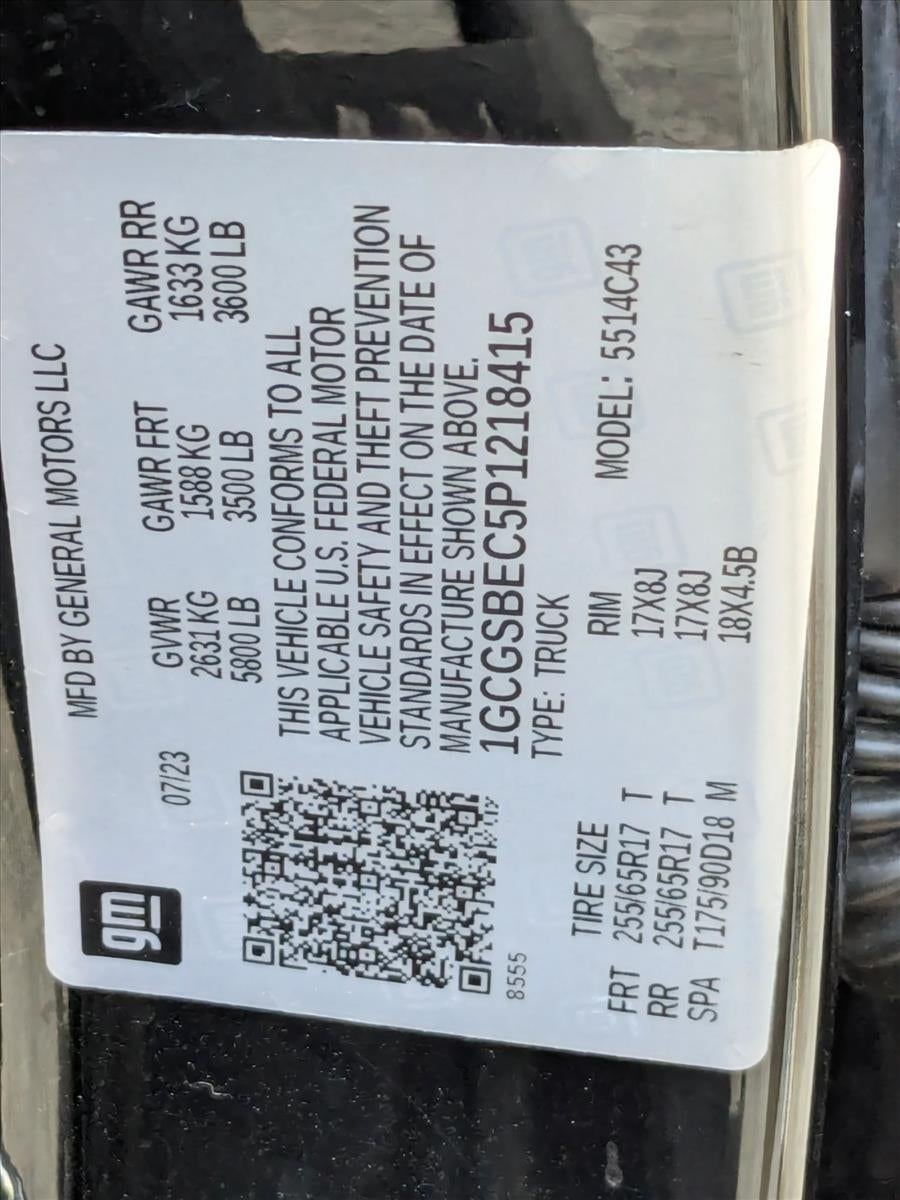 MFD BY GENERAL MOTORS LLC
gm
07/23
GVWR GAWR FRT GAWR RR
2631 KG 1588 KG 1633 KG
5800 LB 3500 LB 3600 LB
THIS VEHICLE CONFORMS TO ALL
APPLICABLE U.S. FEDERAL MOTOR
VEHICLE SAFETY AND THEFT PREVENTION
STANDARDS IN EFFECT ON THE DATE OF
MANUFACTURE SHOWN ABOVE.
1GCGSBEC5P1218415
8555
TYPE: TRUCK
MODEL: 5514C43
TIRE SIZE RIM
FRT 255/65R17 T 17X8J
RR 255/65R17 T 17X8J
SPA T175/90D18 M 18X4.5B